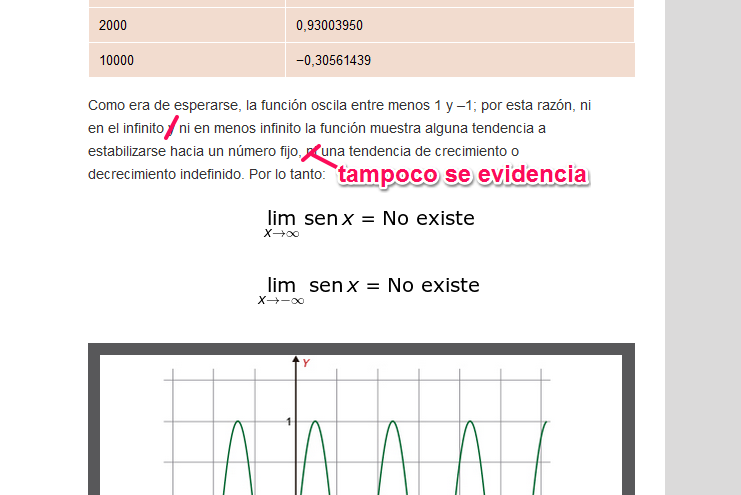 2000 0,93003950
10000 −0,30561439
Como era de esperarse, la función oscila entre menos 1 y –1; por esta razón, ni
en el infinito y ni en menos infinito la función muestra alguna tendencia a
estabilizarse hacia un número fijo, ni una tendencia de crecimiento o
decrecimiento indefinido. Por lo tanto:
tampoco se evidencia
lim sen x = No existe
x→∞
lim sen x = No existe
x→−∞
Y
1